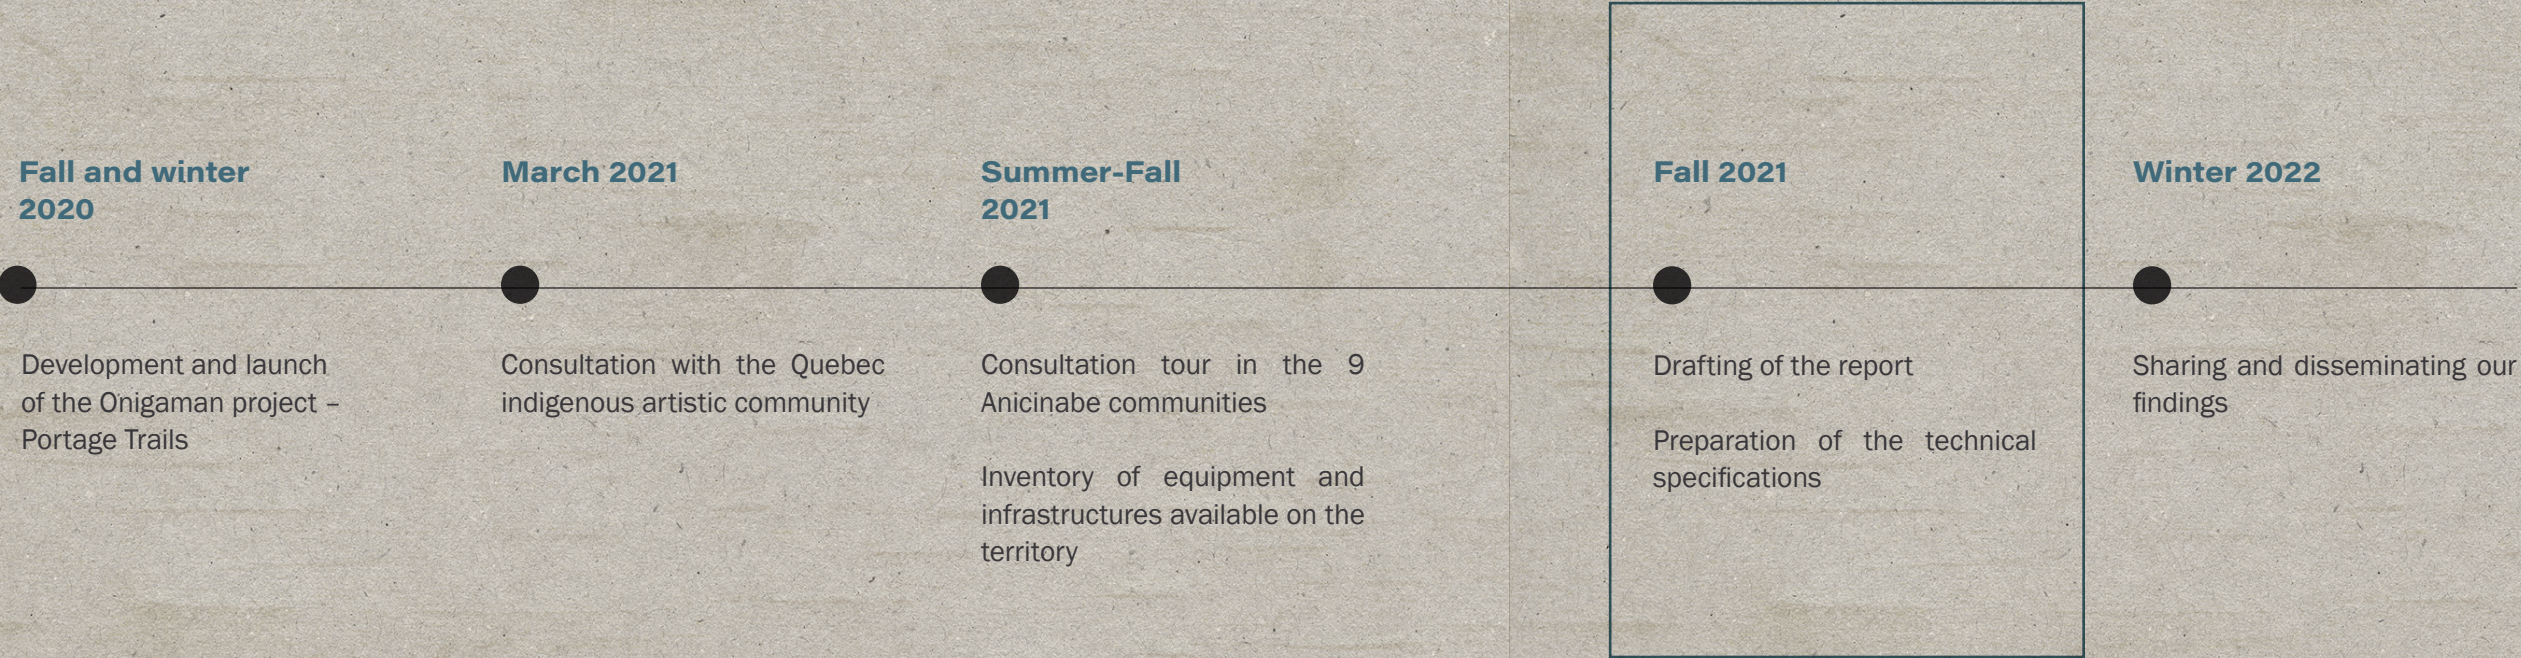 Fall and winter
2020
Development and launch
of the Onigaman project –
Portage Trails
March 2021
Consultation with the Quebec
indigenous artistic community
Summer-Fall
2021
Consultation tour in the 9
Anicinabe communities
Inventory of equipment and
infrastructures available on the
territory
Fall 2021
Drafting of the report
Preparation of the technical
specifications
Winter 2022
Sharing and disseminating our
findings